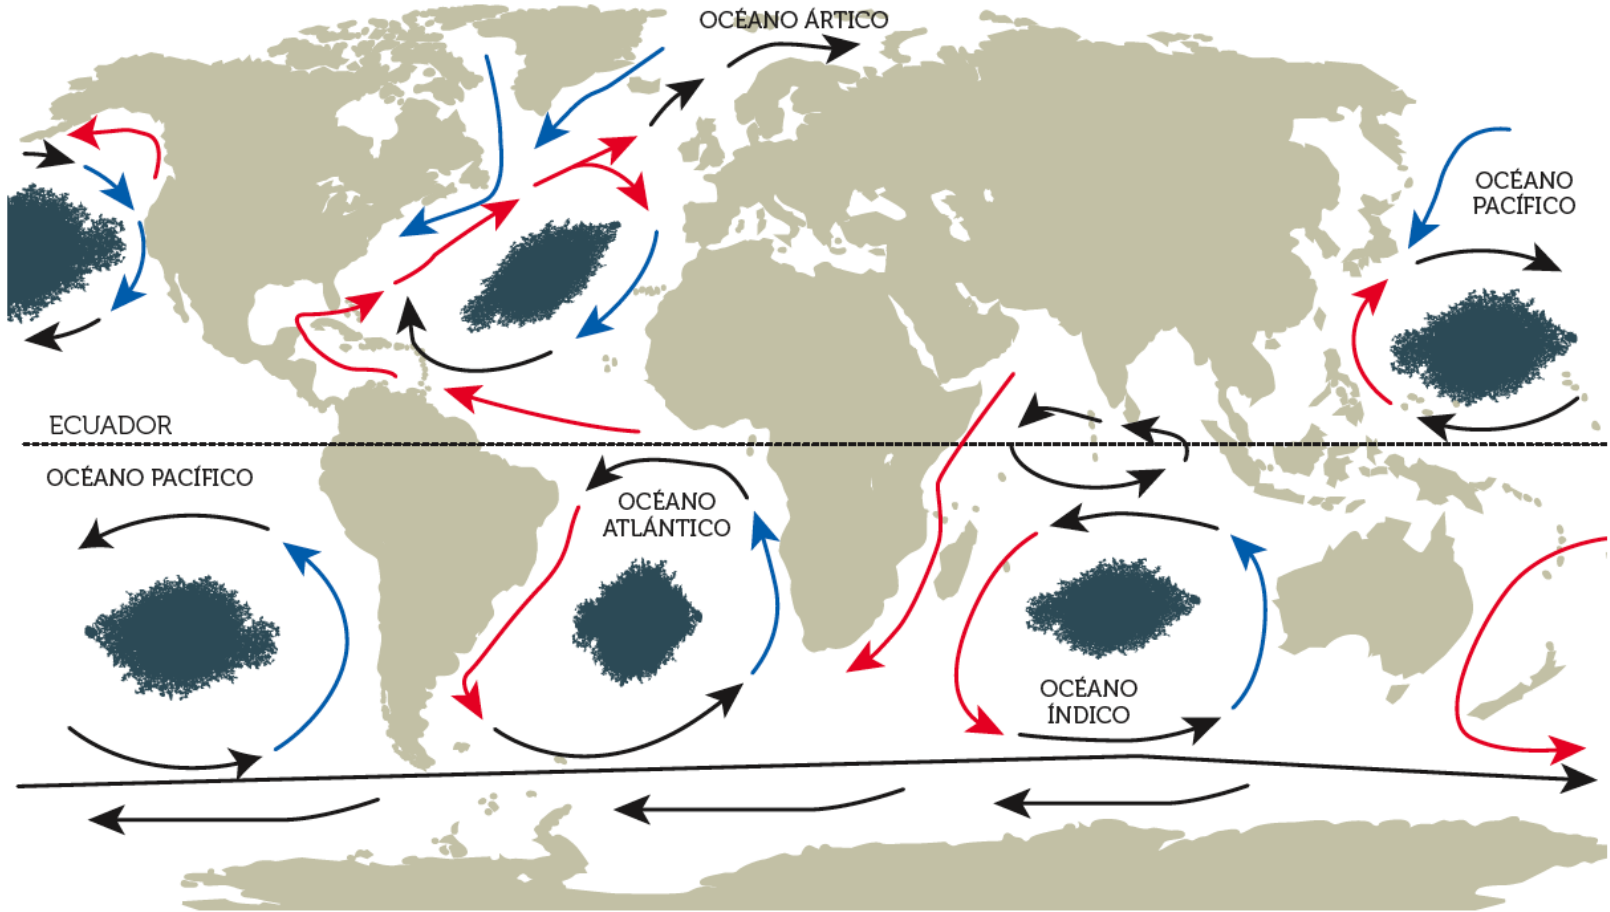 OCÉANO ÁRTICO
OCÉANO
PACÍFICO
ECUADOR
OCÉANO PACÍFICO
OCÉANO
ATLÁNTICO
OCÉANO
ÍNDICO